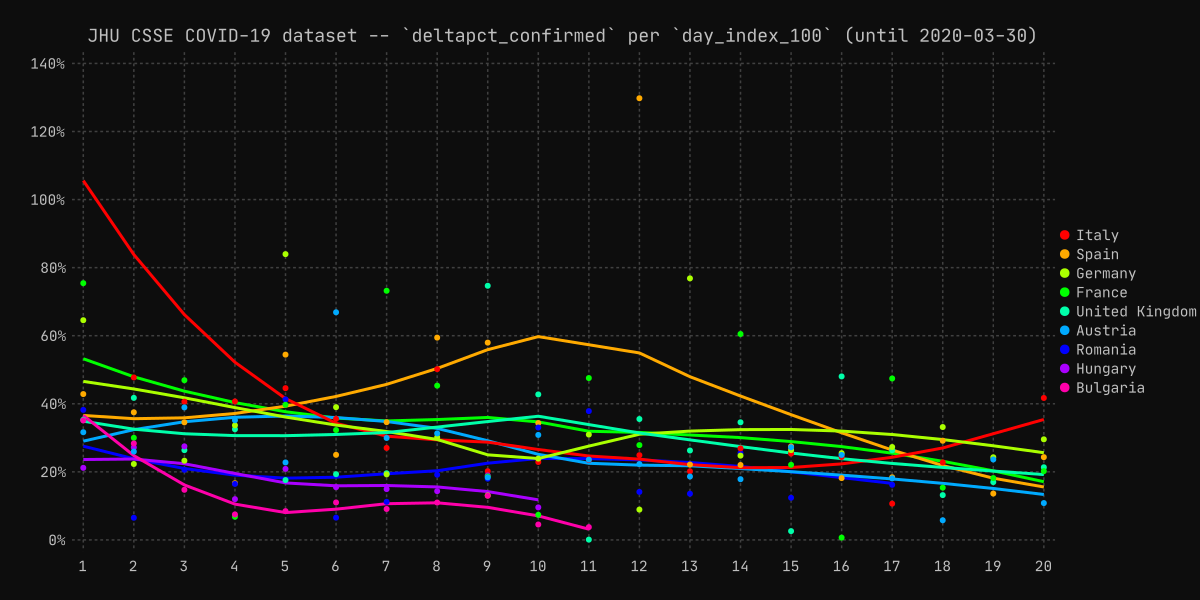 JHU CSSE COVID-19 dataset -- `deltapct_confirmed` per `day_index_100` (until 2020-03-30)
140%
120%
100%
80%
60%
40%
20%
0%
1 2 3 4 5 6 7 8 9 10 11 12 13 14 15 16 17 18 19 20
Italy
Spain
Germany
France
United Kingdom
Austria
Romania
Hungary
Bulgaria